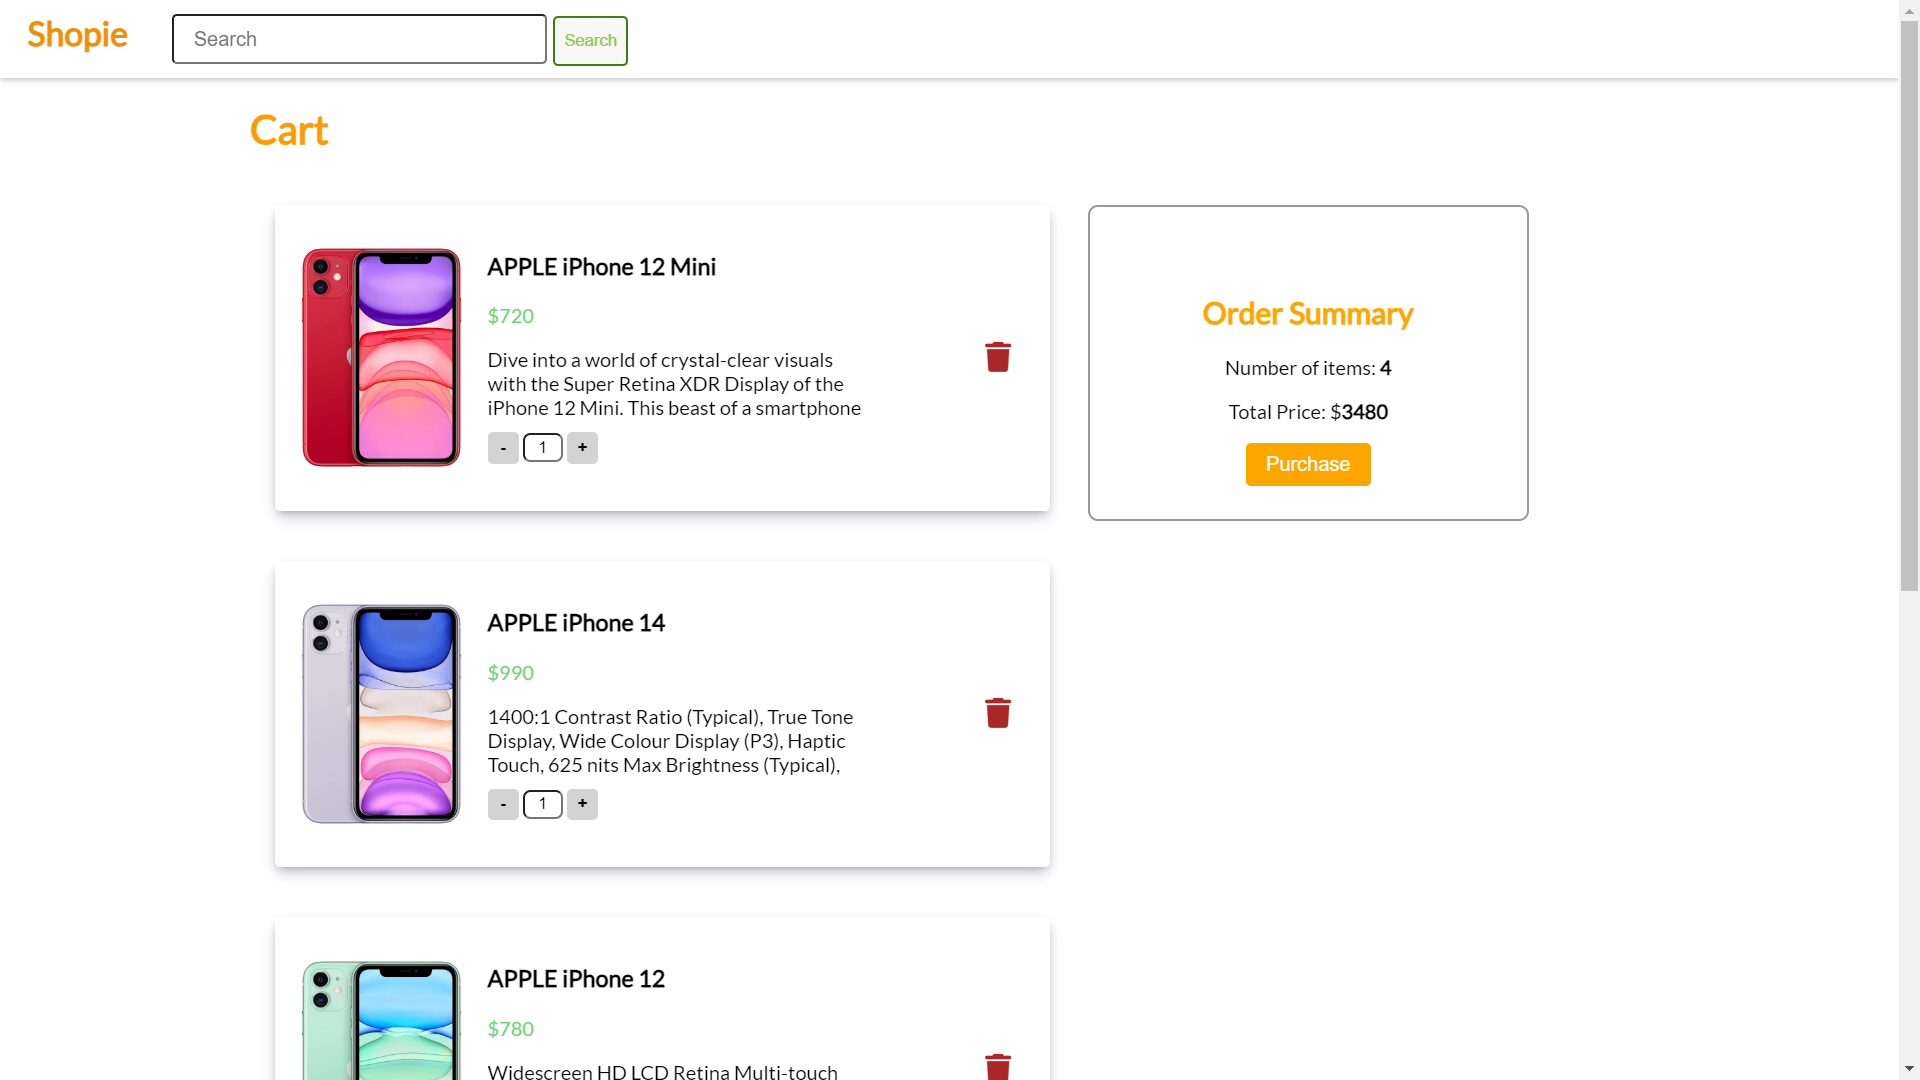 Shopie
Search
Search
Cart
APPLE iPhone 12 Mini
$720
Dive into a world of crystal-clear visuals
with the Super Retina XDR Display of the
iPhone 12 Mini. This beast of a smartphone
- 1 +
Order Summary
Number of items: 4
Total Price: $3480
Purchase
APPLE iPhone 14
$990
1400:1 Contrast Ratio (Typical), True Tone
Display, Wide Colour Display (P3), Haptic
Touch, 625 nits Max Brightness (Typical),
- 1 +
APPLE iPhone 12
$780
Widescreen HD LCD Retina Multi-touch